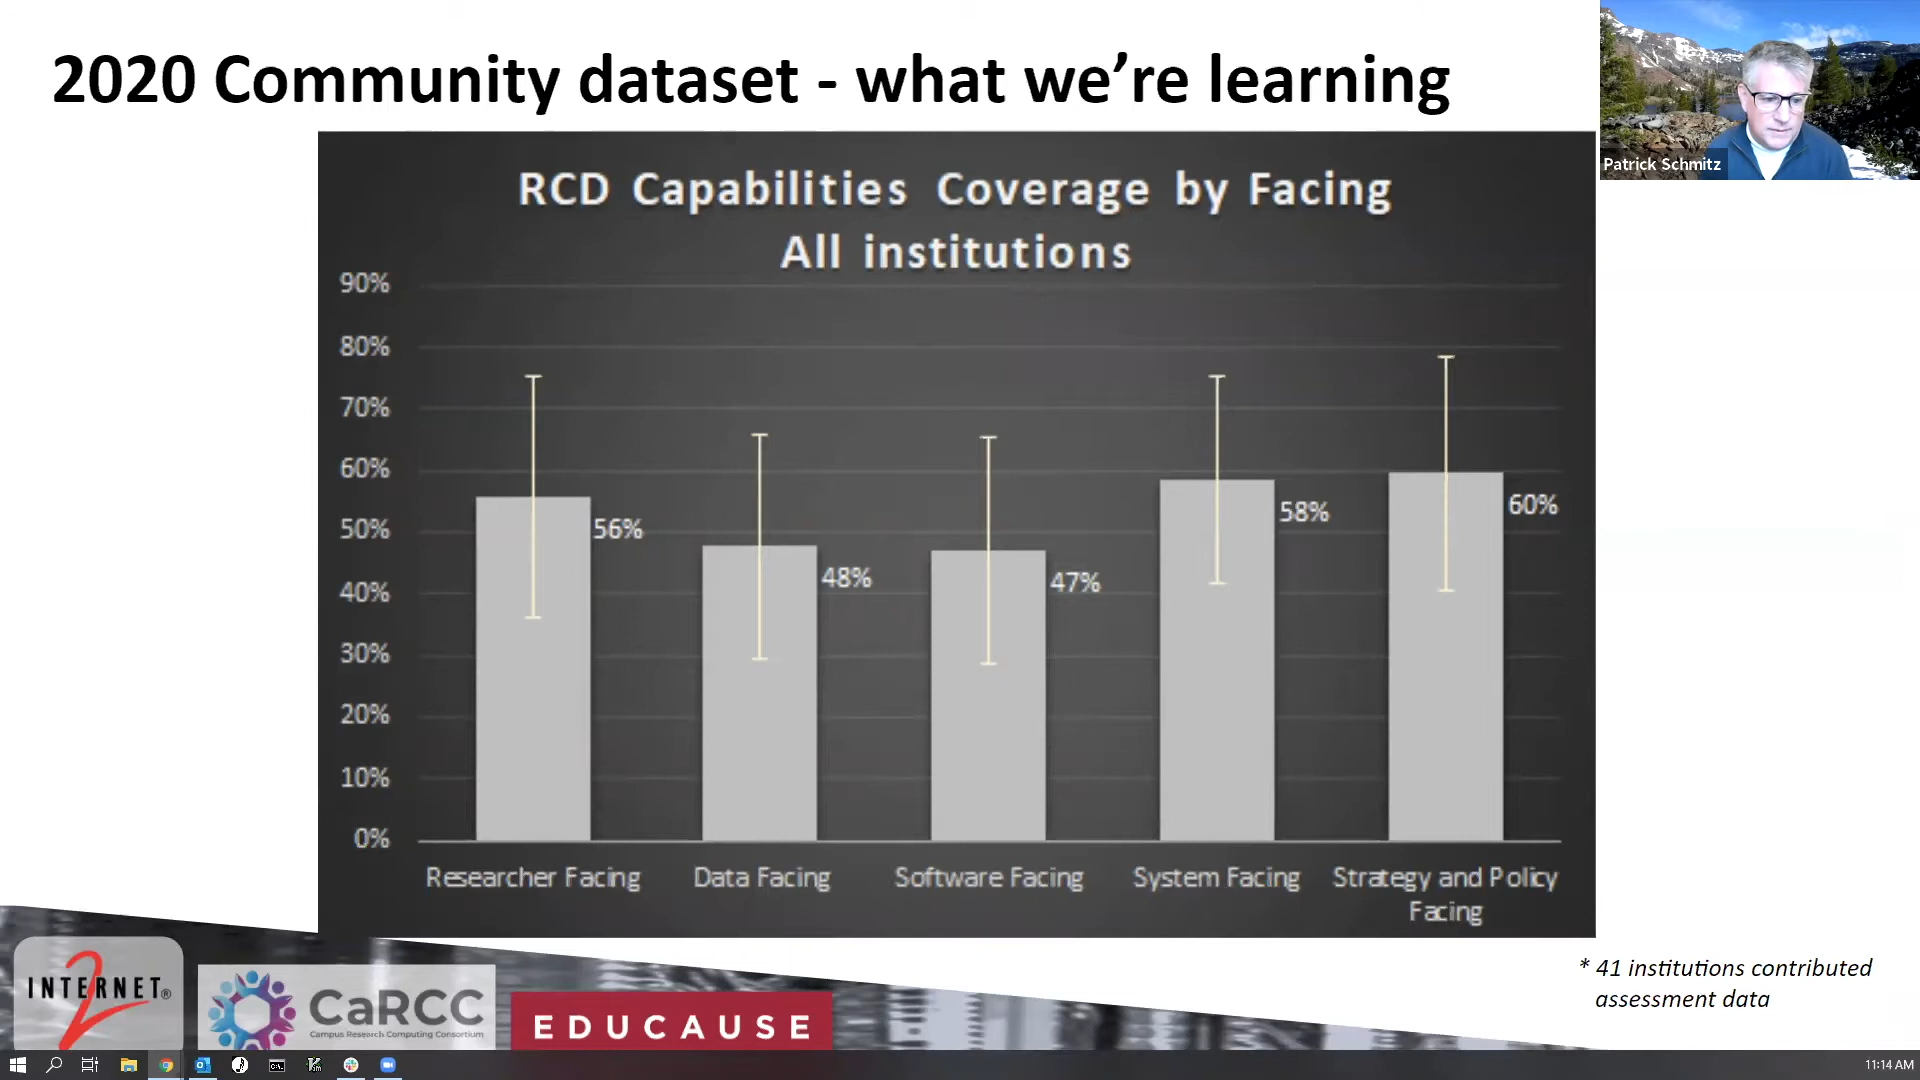 2020 Community dataset - what we’re learning
Patrick Schmitz
RCD Capabilities Coverage by Facing
All institutions
90%
80%
70%
60%
50%
40%
30%
20%
10%
0%
56%
48%
47%
58%
60%
Researcher Facing
Data Facing
Software Facing
System Facing
Strategy and Policy
Facing
* 41 institutions contributed
assessment data
INTERNET®
2
CaRCC
Campus Research Computing Consortium
EDUCAUSE
11:14 AM